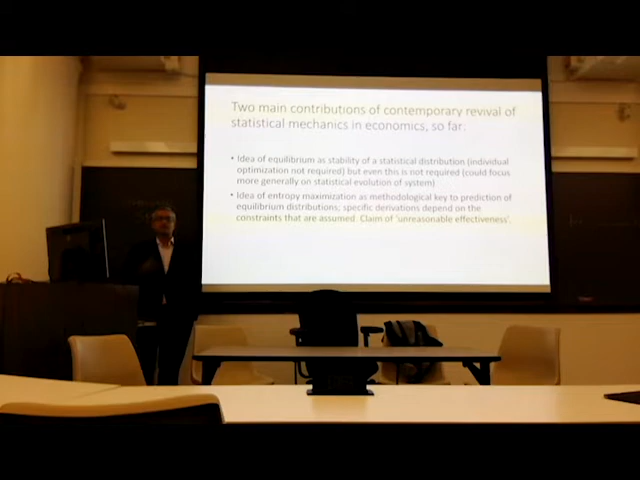 Two main contributions of contemporary revival of
statistical mechanics in economics, so far:
• Idea of equilibrium as stability of a statistical distribution (individual
optimization not required) but even this is not required (could focus
more generally on statistical evolution of system)
• Idea of entropy maximization as methodological key to prediction of
equilibrium distributions; specific derivations depend on the
constraints that are assumed. Claim of 'unreasonable effectiveness'.